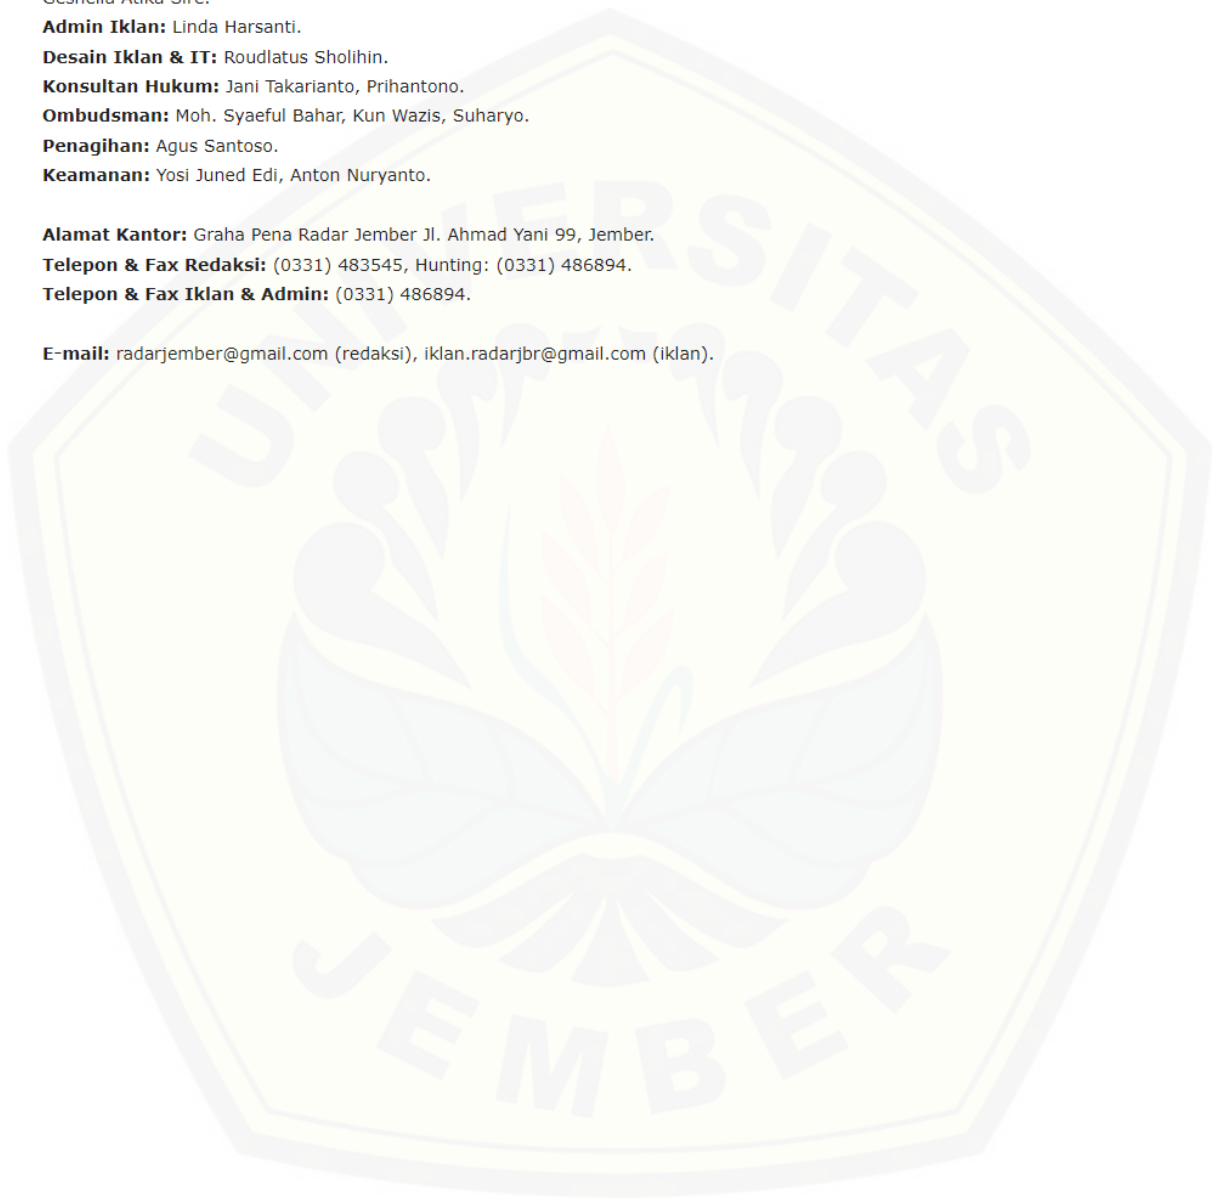 Admin Iklan: Linda Harsanti.
Desain Iklan & IT: Roudlatus Sholihin.
Konsultan Hukum: Jani Takarianto, Prihantono.
Ombudsman: Moh. Syaeful Bahar, Kun Wazis, Suharyo.
Penagihan: Agus Santoso.
Keamanan: Yosi Juned Edi, Anton Nuryanto.
Alamat Kantor: Graha Pena Radar Jember Jl. Ahmad Yani 99, Jember.
Telepon & Fax Redaksi: (0331) 483545, Hunting: (0331) 486894.
Telepon & Fax Iklan & Admin: (0331) 486894.
E-mail: radarjember@gmail.com (redaksi), iklan.radarjbr@gmail.com (iklan).
UNIVERSITAS
JEMBER